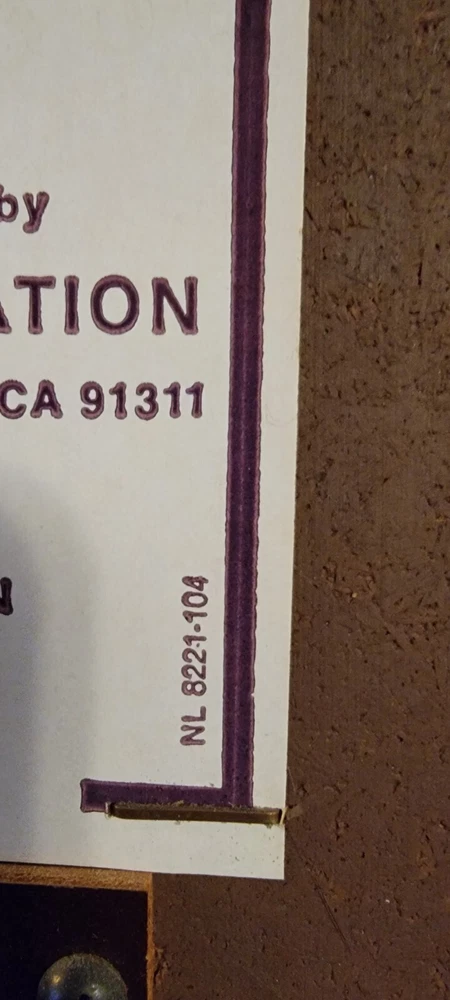 by
ATION
CA 91311
NL 8221-104